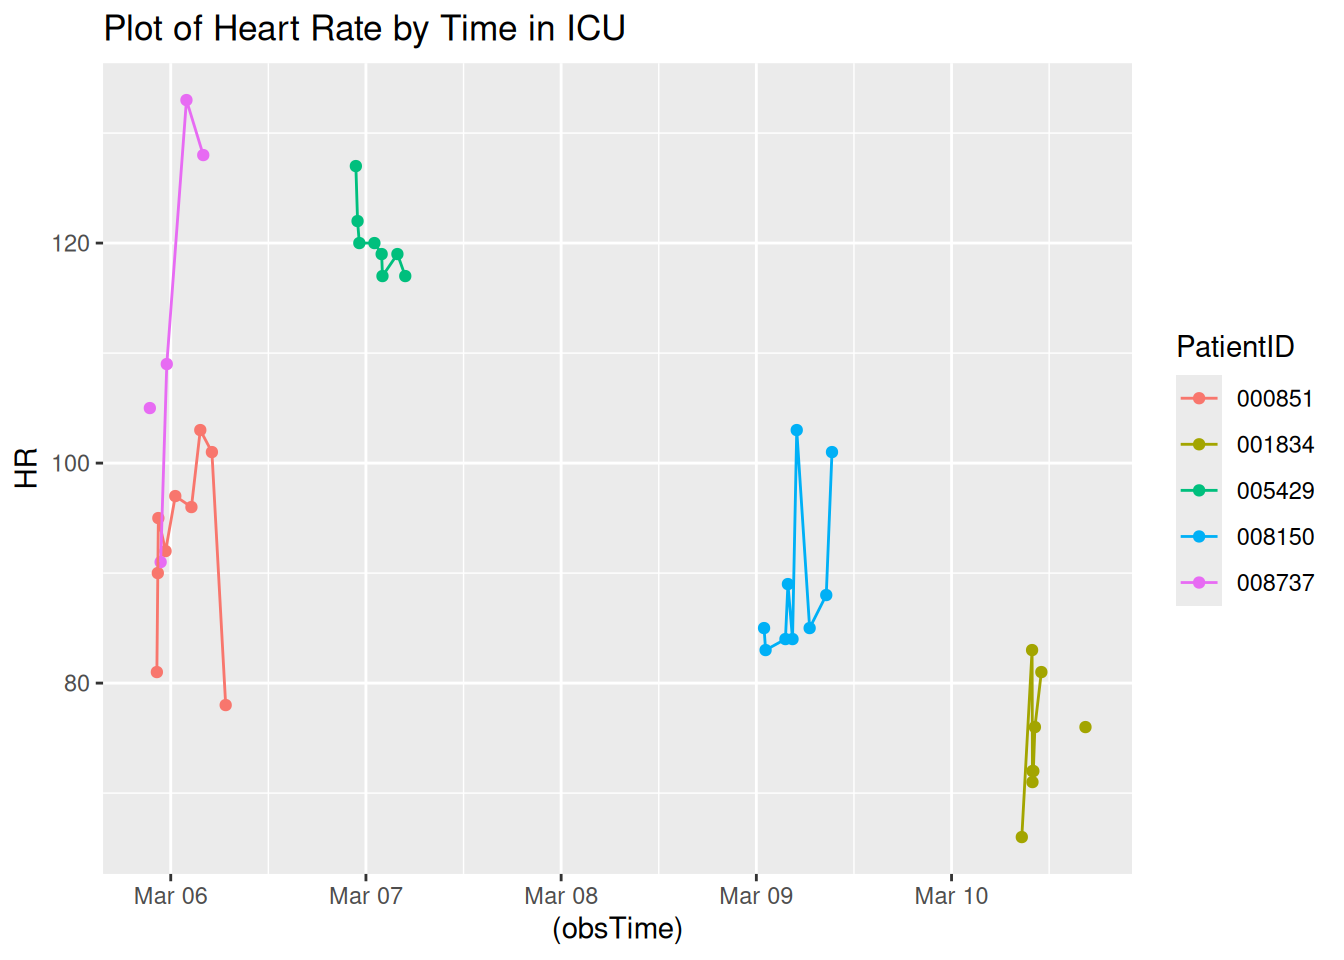 Plot of Heart Rate by Time in ICU
HR
120
100
80
Mar 06
Mar 07
Mar 08
Mar 09
Mar 10
(obsTime)
PatientID
000851
001834
005429
008150
008737